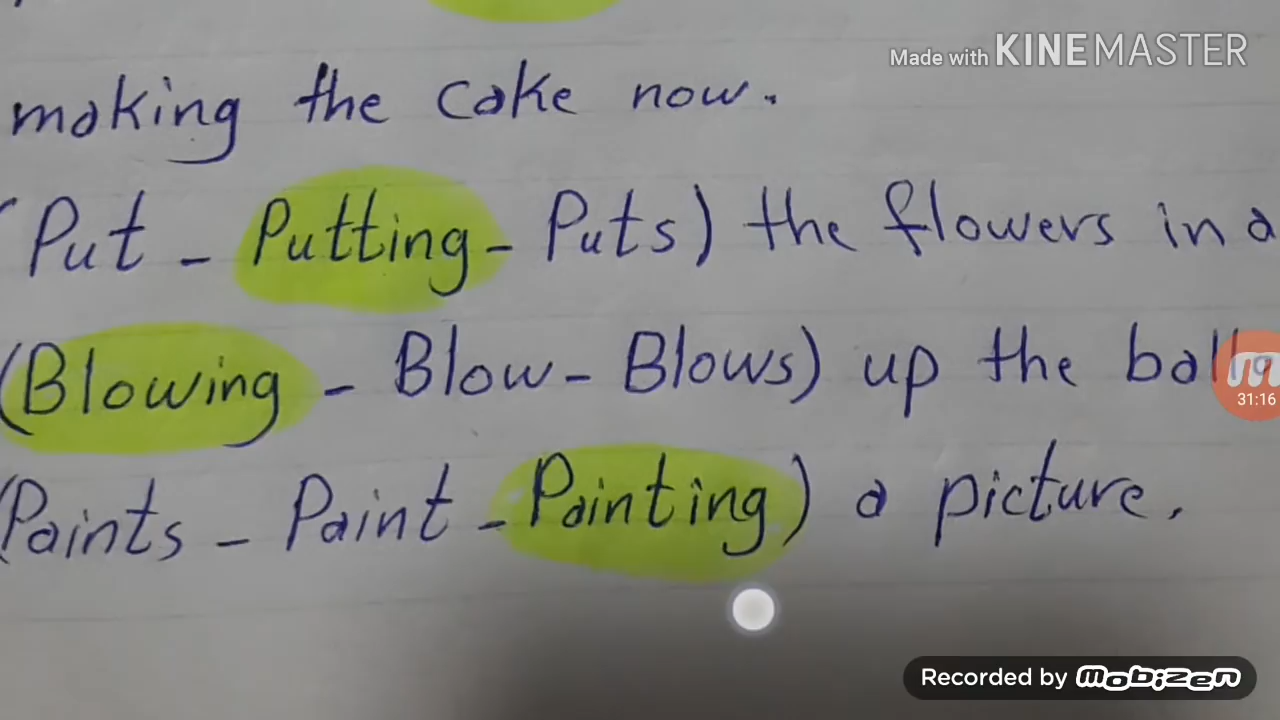 Made with KINEMASTER
making the cake now.
(Put - Putting - Puts) the flowers in a
(Blowing - Blow - Blows) up the
31:16
(Paints - Paint - Painting) a picture.
Recorded by mobizen